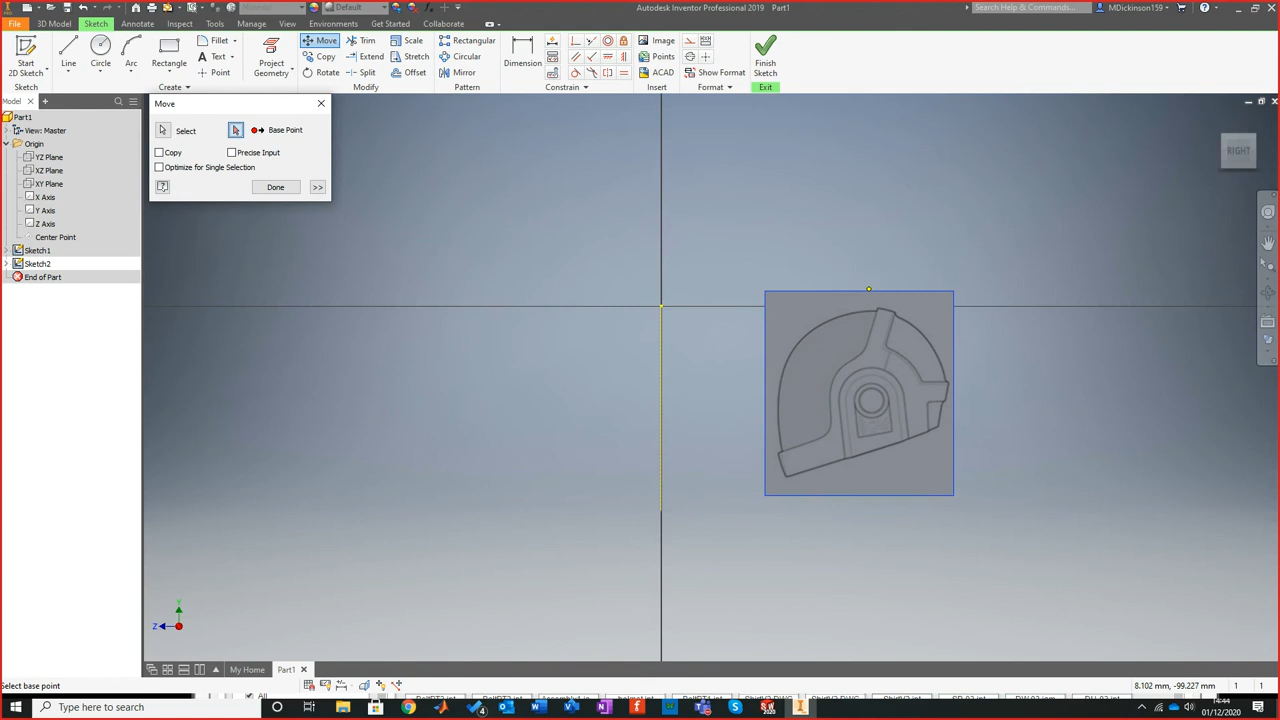 Default
Autodesk Inventor Professional 2019 Part1
Search Help & Commands...
MDickinson159
File 3D Model Sketch Annotate Inspect Tools Manage View Environments Get Started Collaborate
Start
2D Sketch
Line Circle Arc Rectangle
Fillet
Text
Point
Project
Geometry
Move Trim Scale
Copy Extend Stretch
Rotate Split Offset
Rectangular
Circular
Mirror
Dimension
Image
Points
ACAD
Show Format
Finish
Sketch
Sketch Create Modify Pattern Constrain Insert Format Exit
Model
Part1
View: Master
Origin
YZ Plane
XZ Plane
XY Plane
X Axis
Y Axis
Z Axis
Center Point
Sketch1
Sketch2
End of Part
Move
Select
Base Point
Copy
Precise Input
Optimize for Single Selection
Done
>>
RIGHT
Y
Z
My Home
Part1
Select base point
8.102 mm, -99.227 mm
1
1
All
Type here to search
14:44
01/12/2020